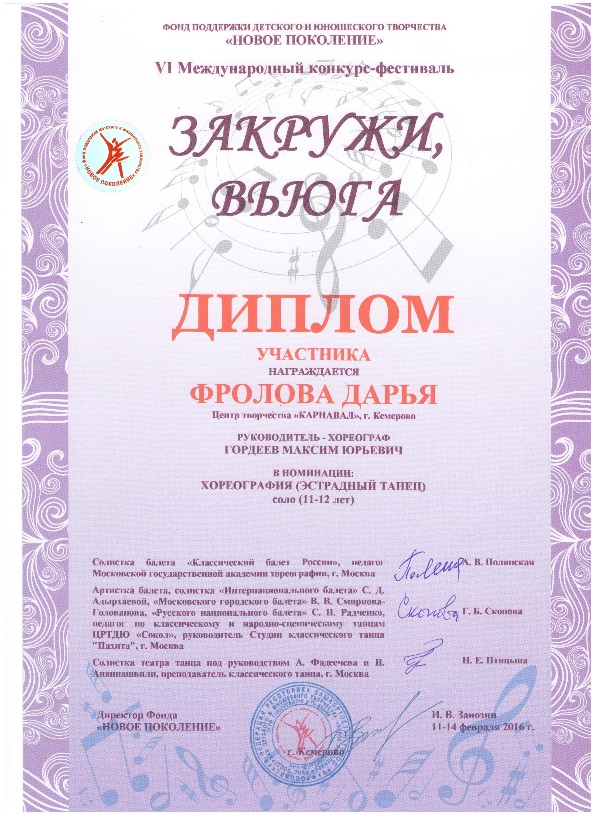 ФОНД ПОДДЕРЖКИ ДЕТСКОГО И ЮНОШЕСКОГО ТВОРЧЕСТВА
«НОВОЕ ПОКОЛЕНИЕ»
VI Международный конкурс-фестиваль
ЗАКРУЖИ,
ВЬЮГА
«НОВОЕ ПОКОЛЕНИЕ»
ДИПЛОМ
УЧАСТНИКА
НАГРАЖДАЕТСЯ
ФРОЛОВА ДАРЬЯ
Центр творчества «КАРНАВАЛ», г. Кемерово
РУКОВОДИТЕЛЬ - ХОРЕОГРАФ
ГОРДЕЕВ МАКСИМ ЮРЬЕВИЧ
В НОМИНАЦИИ:
ХОРЕОГРАФИЯ (ЭСТРАДНЫЙ ТАНЕЦ)
соло (11-12 лет)
Солистка балета «Классический балет России», педагог
Московской государственной академии хореографии, г. Москва
А. В. Полянская
Артистка балета, солистка «Интернационального балета» С. Д.
Адырхаевой, «Московского городского балета» В. В. Смирнова-
Голованова, «Русского национального балета» С. Н. Радченко,
педагог по классическому и народно-сценическому танцам
ЦРТДЮ «Сокол», руководитель Студии классического танца
"Пахита", г. Москва
Скопова Г. Б. Скопова
Солистка театра танца под руководством А. Фадеечева и Н.
Ананиашвили, преподаватель классического танца, г. Москва
Н. Е. Птицына
Директор Фонда
«НОВОЕ ПОКОЛЕНИЕ»
И. В. Занозин
11-14 февраля 2016 г.
г. Кемерово